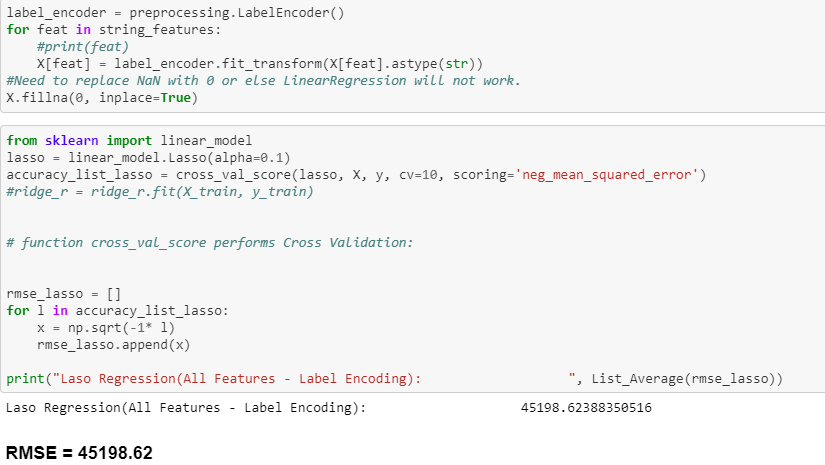 label_encoder = preprocessing.LabelEncoder()
for feat in string_features:
    #print(feat)
    X[feat] = label_encoder.fit_transform(X[feat].astype(str))
#Need to replace NaN with 0 or else LinearRegression will not work.
X.fillna(0, inplace=True)
from sklearn import linear_model
lasso = linear_model.Lasso(alpha=0.1)
accuracy_list_lasso = cross_val_score(lasso, X, y, cv=10, scoring='neg_mean_squared_error')
#ridge_r = ridge_r.fit(X_train, y_train)
# function cross_val_score performs Cross Validation:
rmse_lasso = []
for l in accuracy_list_lasso:
    x = np.sqrt(-1* l)
    rmse_lasso.append(x)
print("Laso Regression(All Features - Label Encoding):                   ", List_Average(rmse_lasso))
Laso Regression(All Features - Label Encoding):                    45198.62388350516
RMSE = 45198.62